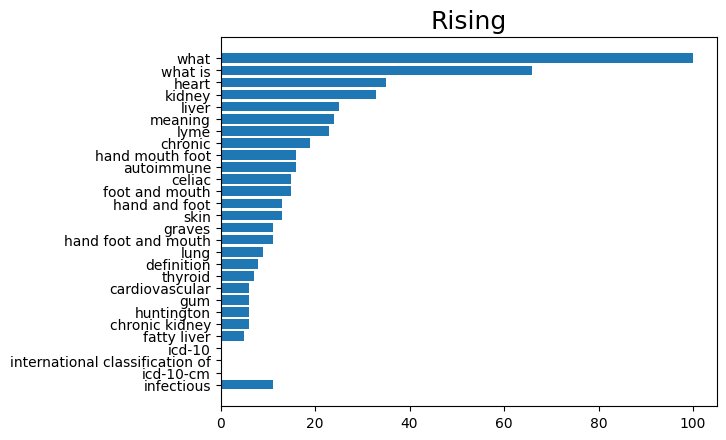 Rising
what
what is
heart
kidney
liver
meaning
lyme
chronic
hand mouth foot
autoimmune
celiac
foot and mouth
hand and foot
skin
graves
hand foot and mouth
lung
definition
thyroid
cardiovascular
gum
huntington
chronic kidney
fatty liver
icd-10
international classification of
icd-10-cm
infectious
0 20 40 60 80 100